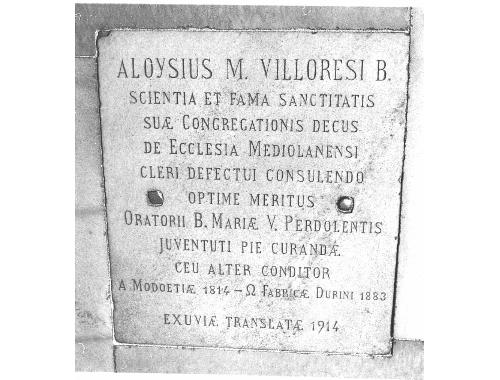 ALOYSIUS M. VILLORESI B.
SCIENTIA ET FAMA SANCTITATIS
SUÆ CONGREGATIONIS DECUS
DE ECCLESIA MEDIOLANENSI
CLERI DEFECTUI CONSULENDO
OPTIME MERITUS
ORATORII B. MARIÆ V. PERDOLENTIS
JUVENTUTI PIE CURANDÆ
CEU ALTER CONDITOR
A MODOETIÆ 1814 – Ω FABRICÆ DURINI 1883
EXUVIÆ TRANSLATÆ 1914